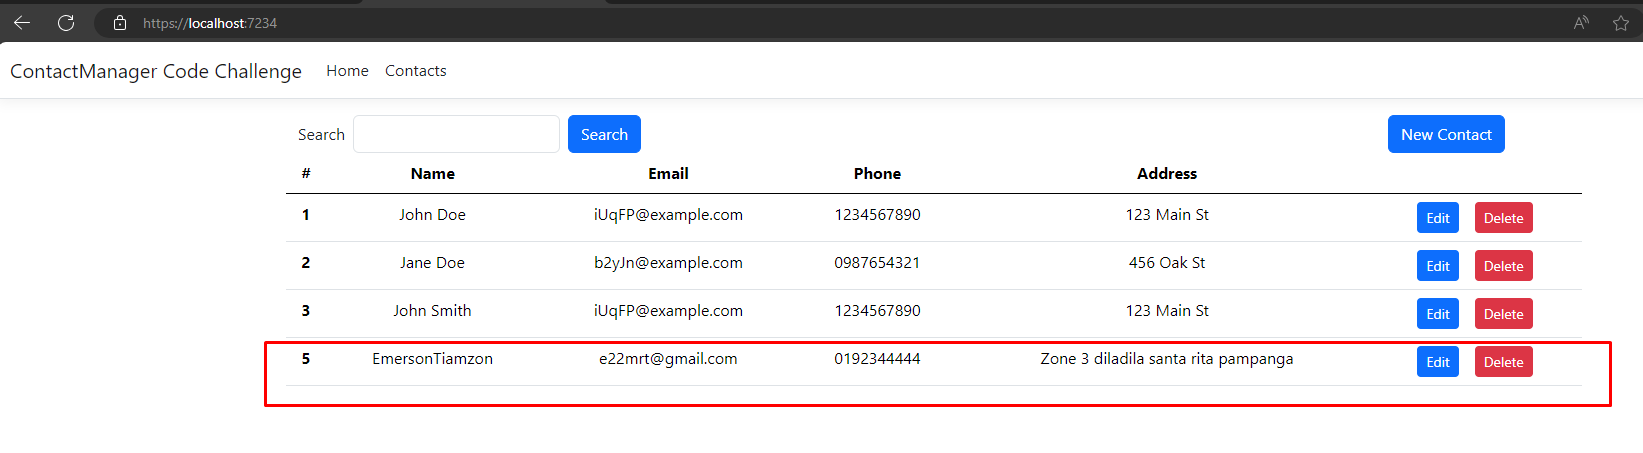 https://localhost:7234
ContactManager Code Challenge Home Contacts
Search Search New Contact
# Name Email Phone Address
1 John Doe iUqFP@example.com 1234567890 123 Main St Edit Delete
2 Jane Doe b2yJn@example.com 0987654321 456 Oak St Edit Delete
3 John Smith iUqFP@example.com 1234567890 123 Main St Edit Delete
5 EmersonTiamzon e22mrt@gmail.com 0192344444 Zone 3 diladila santa rita pampanga Edit Delete